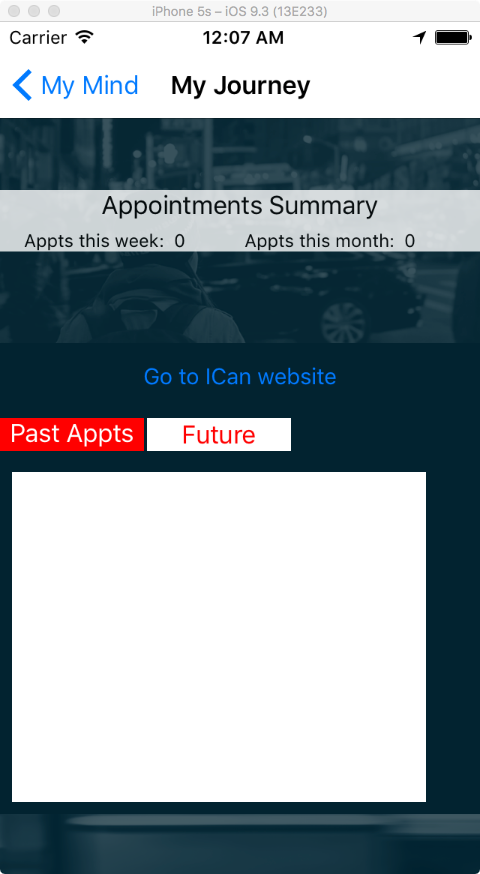 iPhone 5s – iOS 9.3 (13E233)
Carrier 12:07 AM
My Mind My Journey
Appointments Summary
Appts this week: 0 Appts this month: 0
Go to ICan website
Past Appts Future